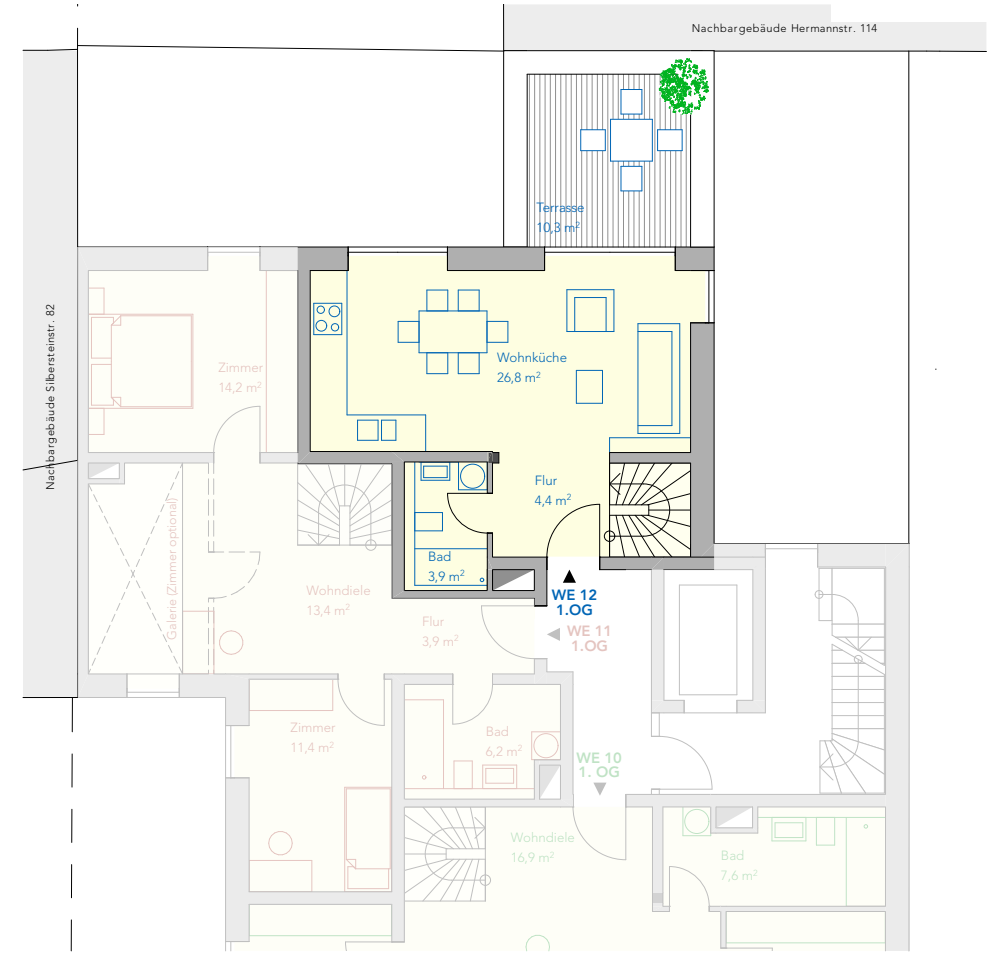 Nachbargebäude Hermannstr. 114
Terrasse
10,3 m²
Nachbargebäude Silbersteinstr. 82
Zimmer
14,2 m²
Wohnküche
26,8 m²
Flur
4,4 m²
Galerie (Zimmer optional)
Bad
3,9 m²
Wohndiele
13,4 m²
WE 12
1.OG
Flur
3,9 m²
WE 11
1.OG
Zimmer
11,4 m²
Bad
6,2 m²
WE 10
1. OG
Wohndiele
16,9 m²
Bad
7,6 m²